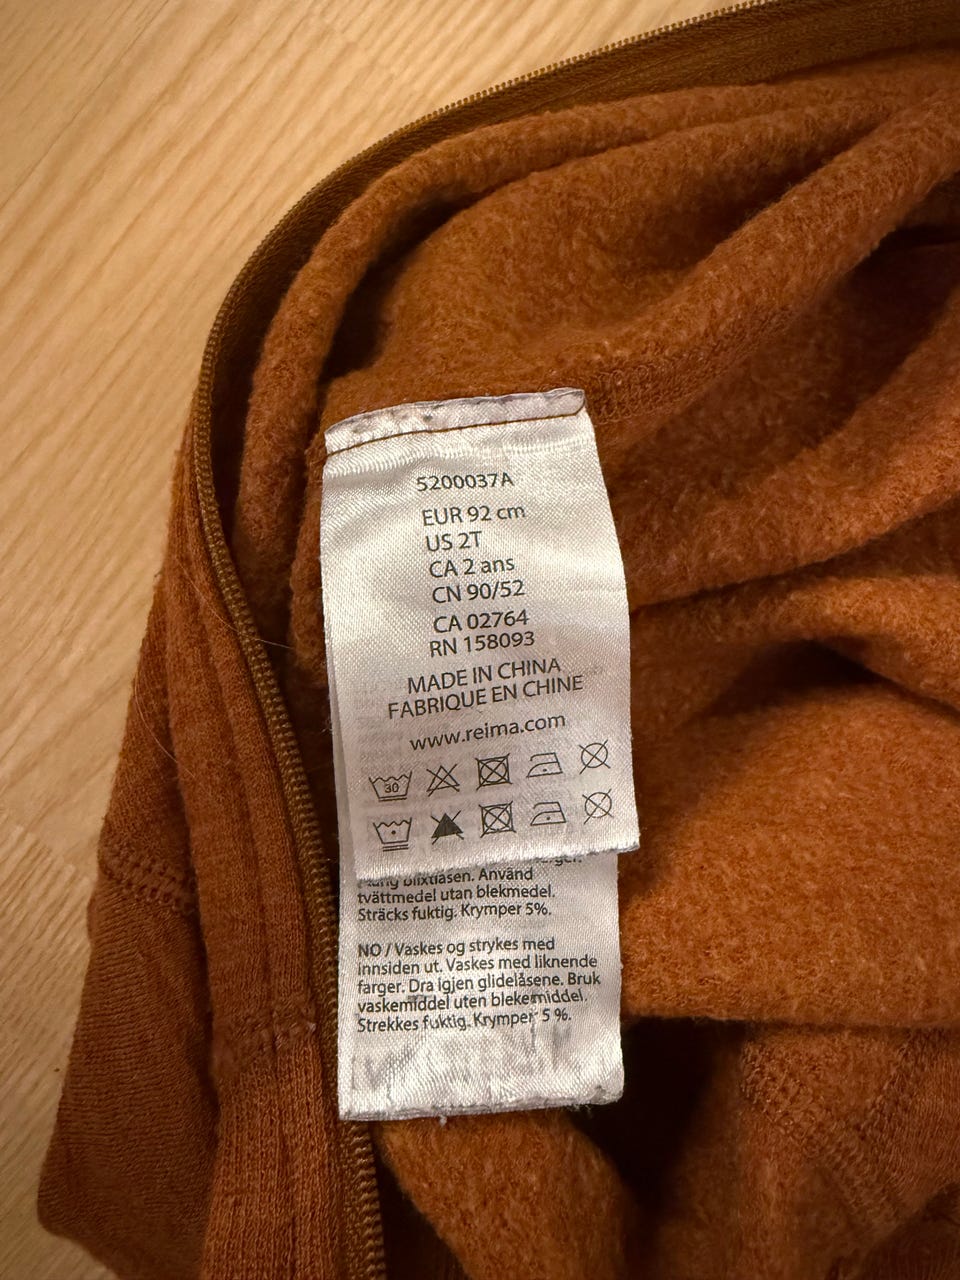 5200037A
EUR 92 cm
US 2T
CA 2 ans
CN 90/52
CA 02764
RN 158093
MADE IN CHINA
FABRIQUE EN CHINE
www.reima.com
30
blixtlåsen. Använd
tvättmedel utan blekmedel.
Sträcks fuktig. Krymper 5%.
NO / Vaskes og strykes med
innsiden ut. Vaskes med liknende
farger. Dra igjen glidelåsene. Bruk
vaskemiddel uten blekemiddel.
Strekkes fuktig. Krymper 5 %.